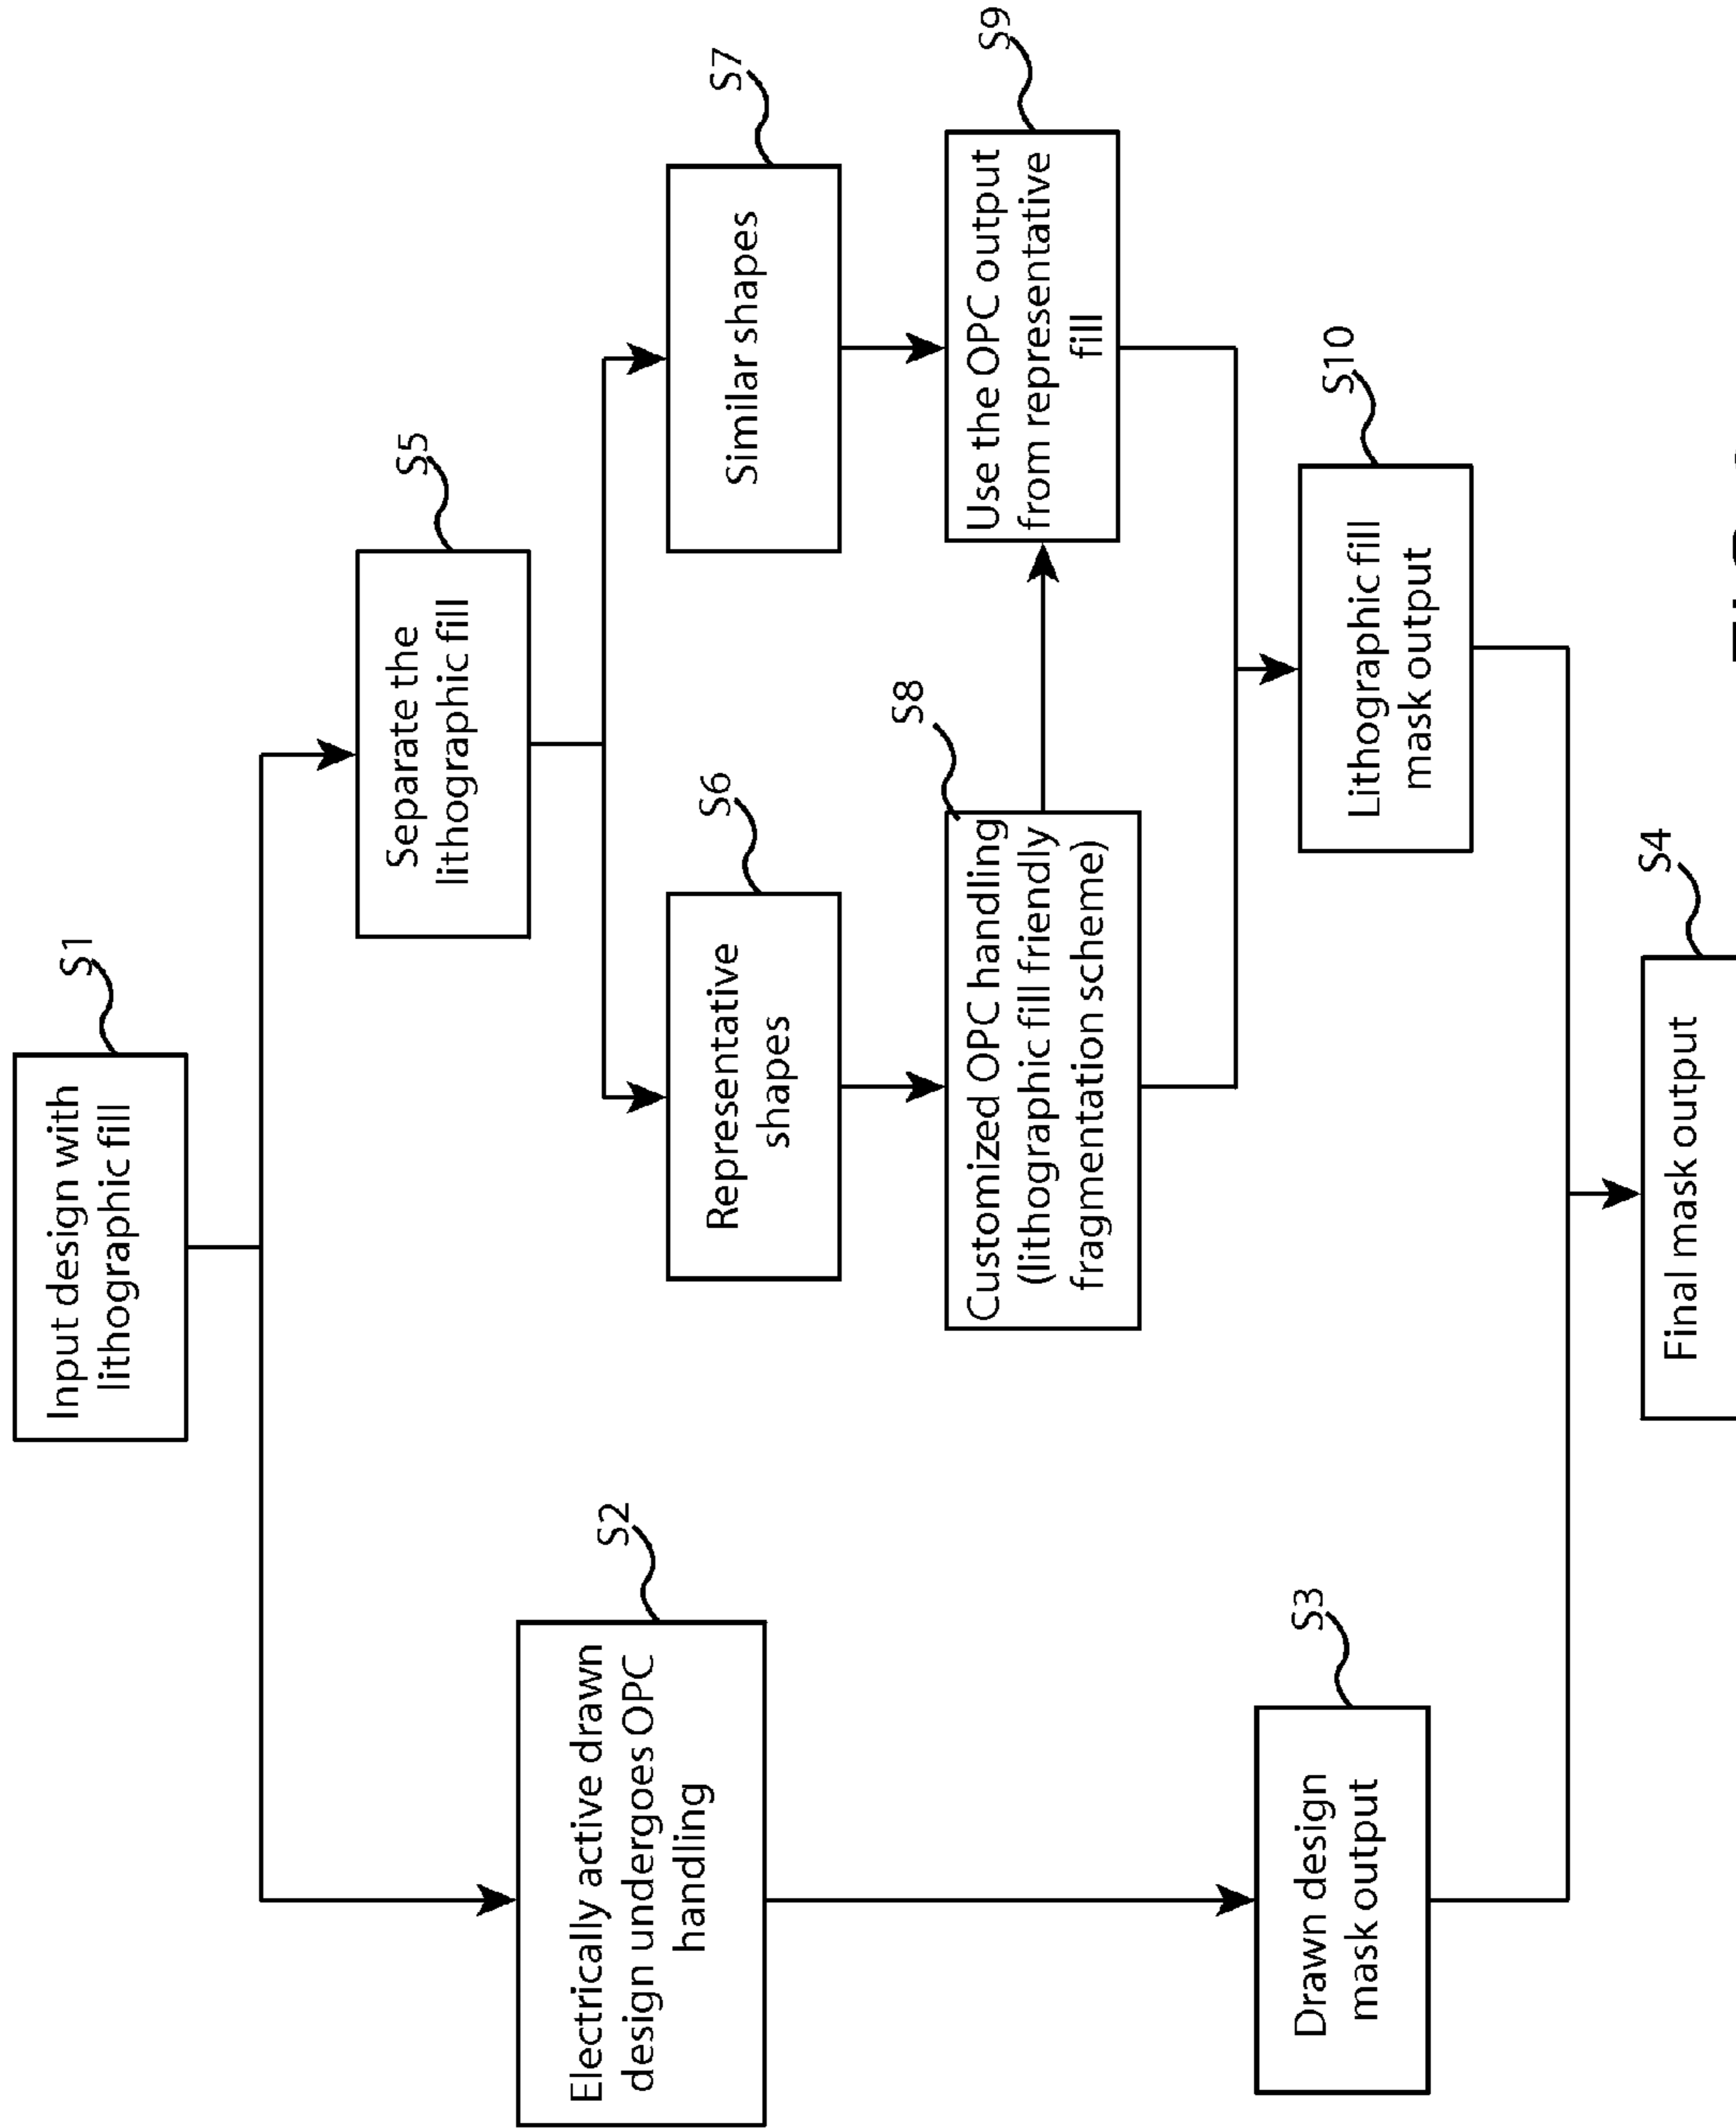 S1
Input design with
lithographic fill
S2
Electrically active drawn
design undergoes OPC
handling
S5
Separate the
lithographic fill
S6
Representative
shapes
S7
Similar shapes
S8
Customized OPC handling
(lithographic fill friendly
fragmentation scheme)
S9
Use the OPC output
from representative
fill
S3
Drawn design
mask output
S10
Lithographic fill
mask output
S4
Final mask output